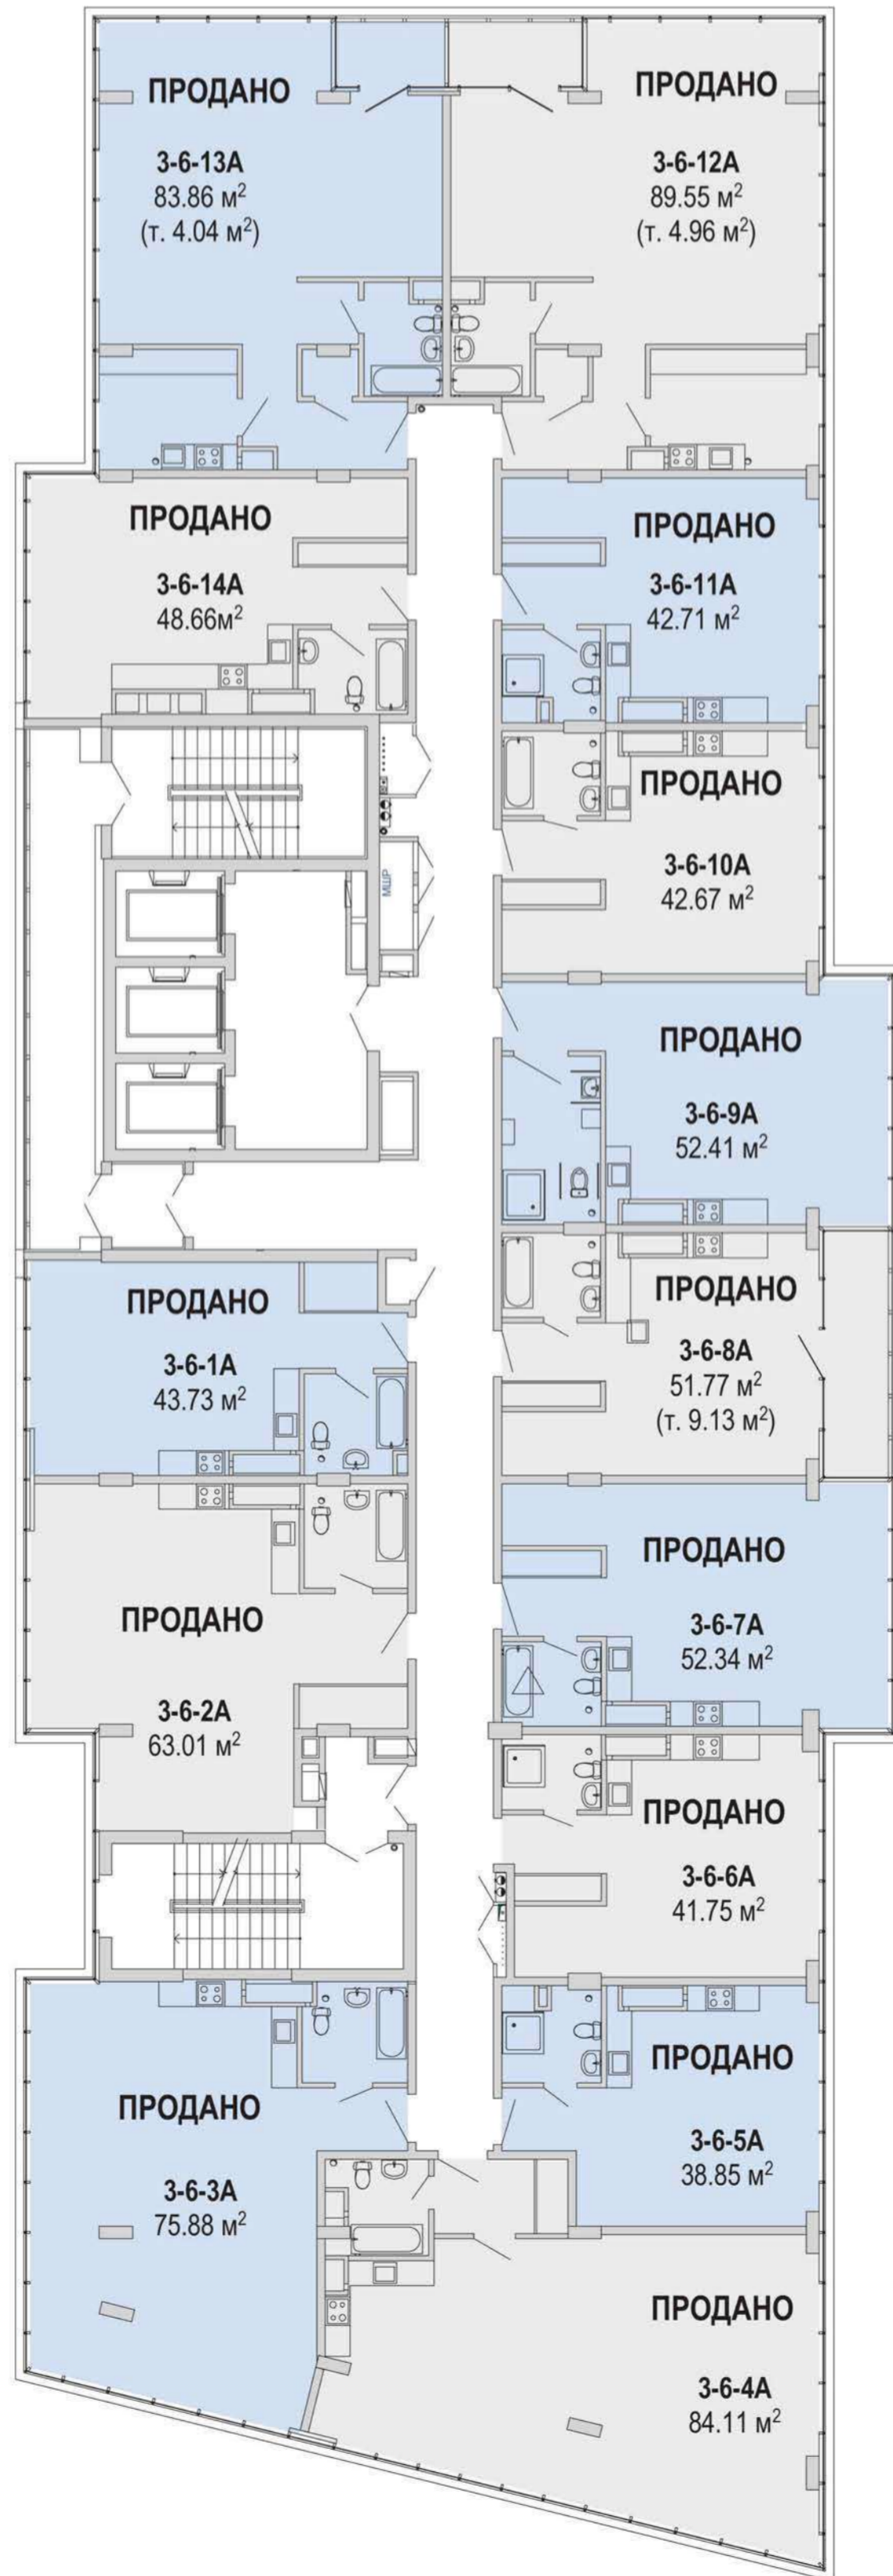 ПРОДАНО
3-6-13А
83.86 м²
(т. 4.04 м²)
ПРОДАНО
3-6-12А
89.55 м²
(т. 4.96 м²)
ПРОДАНО
3-6-14А
48.66м²
ПРОДАНО
3-6-11А
42.71 м²
ПРОДАНО
3-6-10А
42.67 м²
МШР
ПРОДАНО
3-6-9А
52.41 м²
ПРОДАНО
3-6-8А
51.77 м²
(т. 9.13 м²)
ПРОДАНО
3-6-1А
43.73 м²
ПРОДАНО
3-6-7А
52.34 м²
ПРОДАНО
3-6-2А
63.01 м²
ПРОДАНО
3-6-6А
41.75 м²
ПРОДАНО
3-6-5А
38.85 м²
ПРОДАНО
3-6-3А
75.88 м²
ПРОДАНО
3-6-4А
84.11 м²